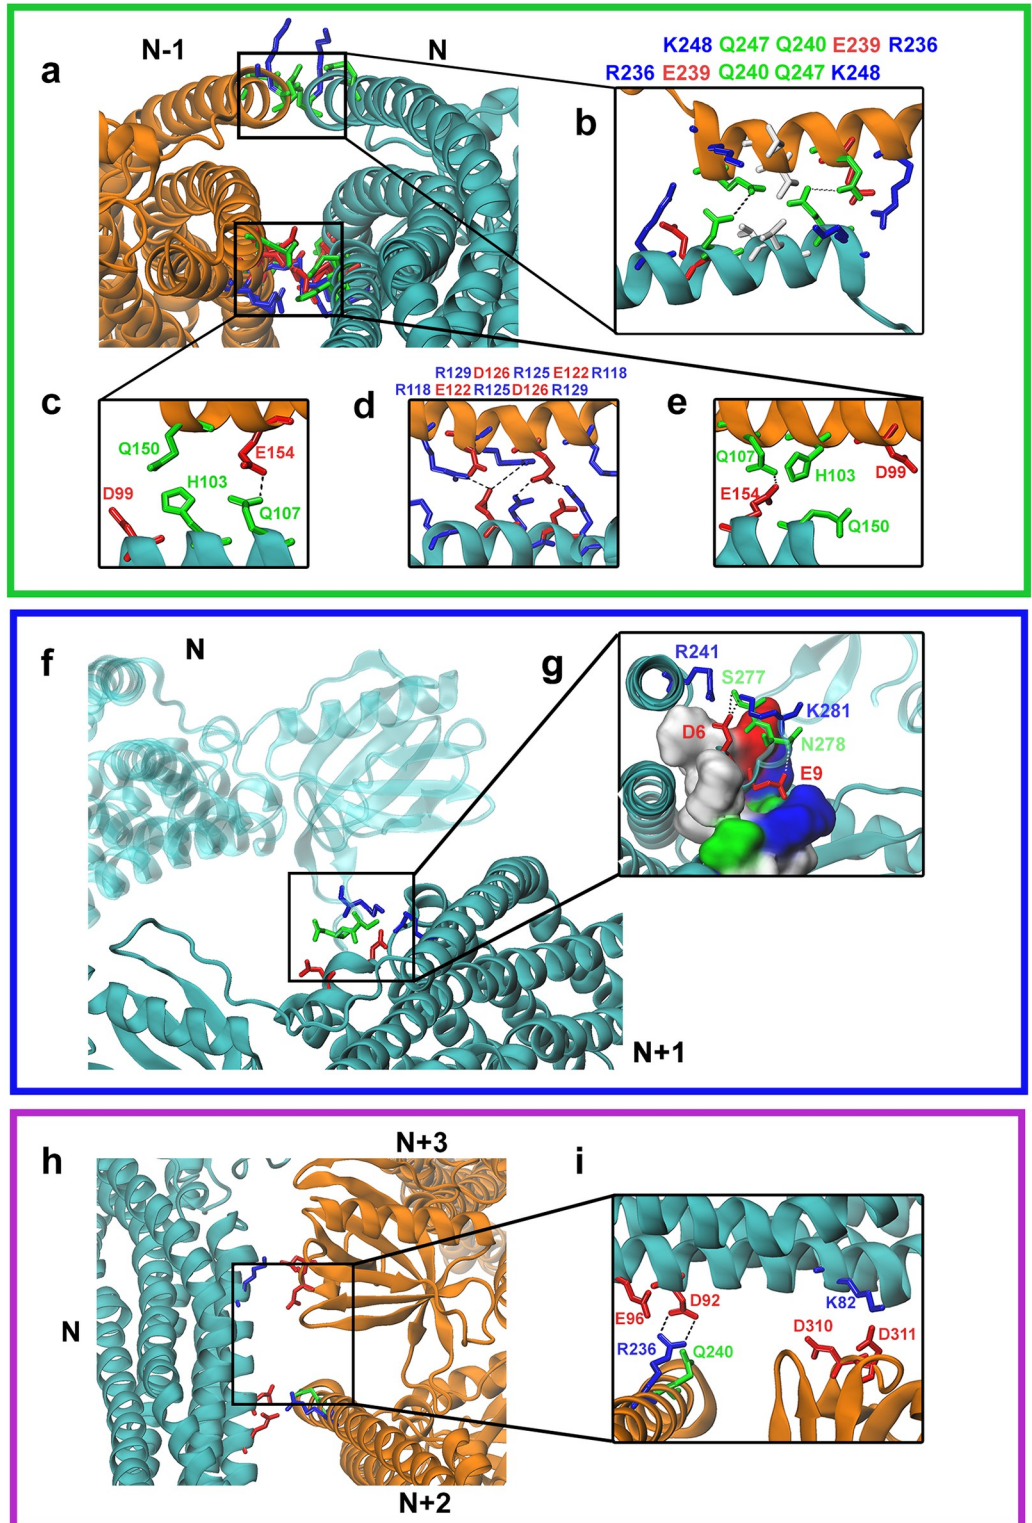 a
N-1
N
K248 Q247 Q240 E239 R236
R236 E239 Q240 Q247 K248
b
c
Q150
E154
H103
D99
Q107
d
R129 D126 R125 E122 R118
R118 E122 R125 D126 R129
e
Q107
H103
D99
E154
Q150
f
N
N+1
g
R241
S277
K281
D6
N278
E9
h
N+3
N
N+2
i
E96
D92
K82
R236
Q240
D310
D311